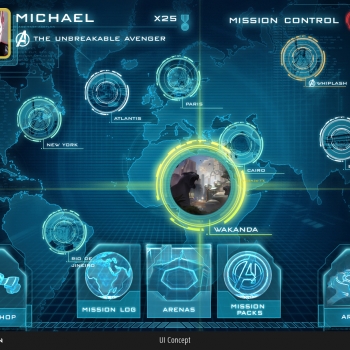 MICHAEL
X25
MISSION CONTROL
THE UNBREAKABLE AVENGER
WHIPLASH
PARIS
ATLANTIS
NEW YORK
CAIRO
WAKANDA
RIO DE
JANEIRO
MISSION LOG
ARENAS
MISSION
PACKS
HOP
AR
UI Concept